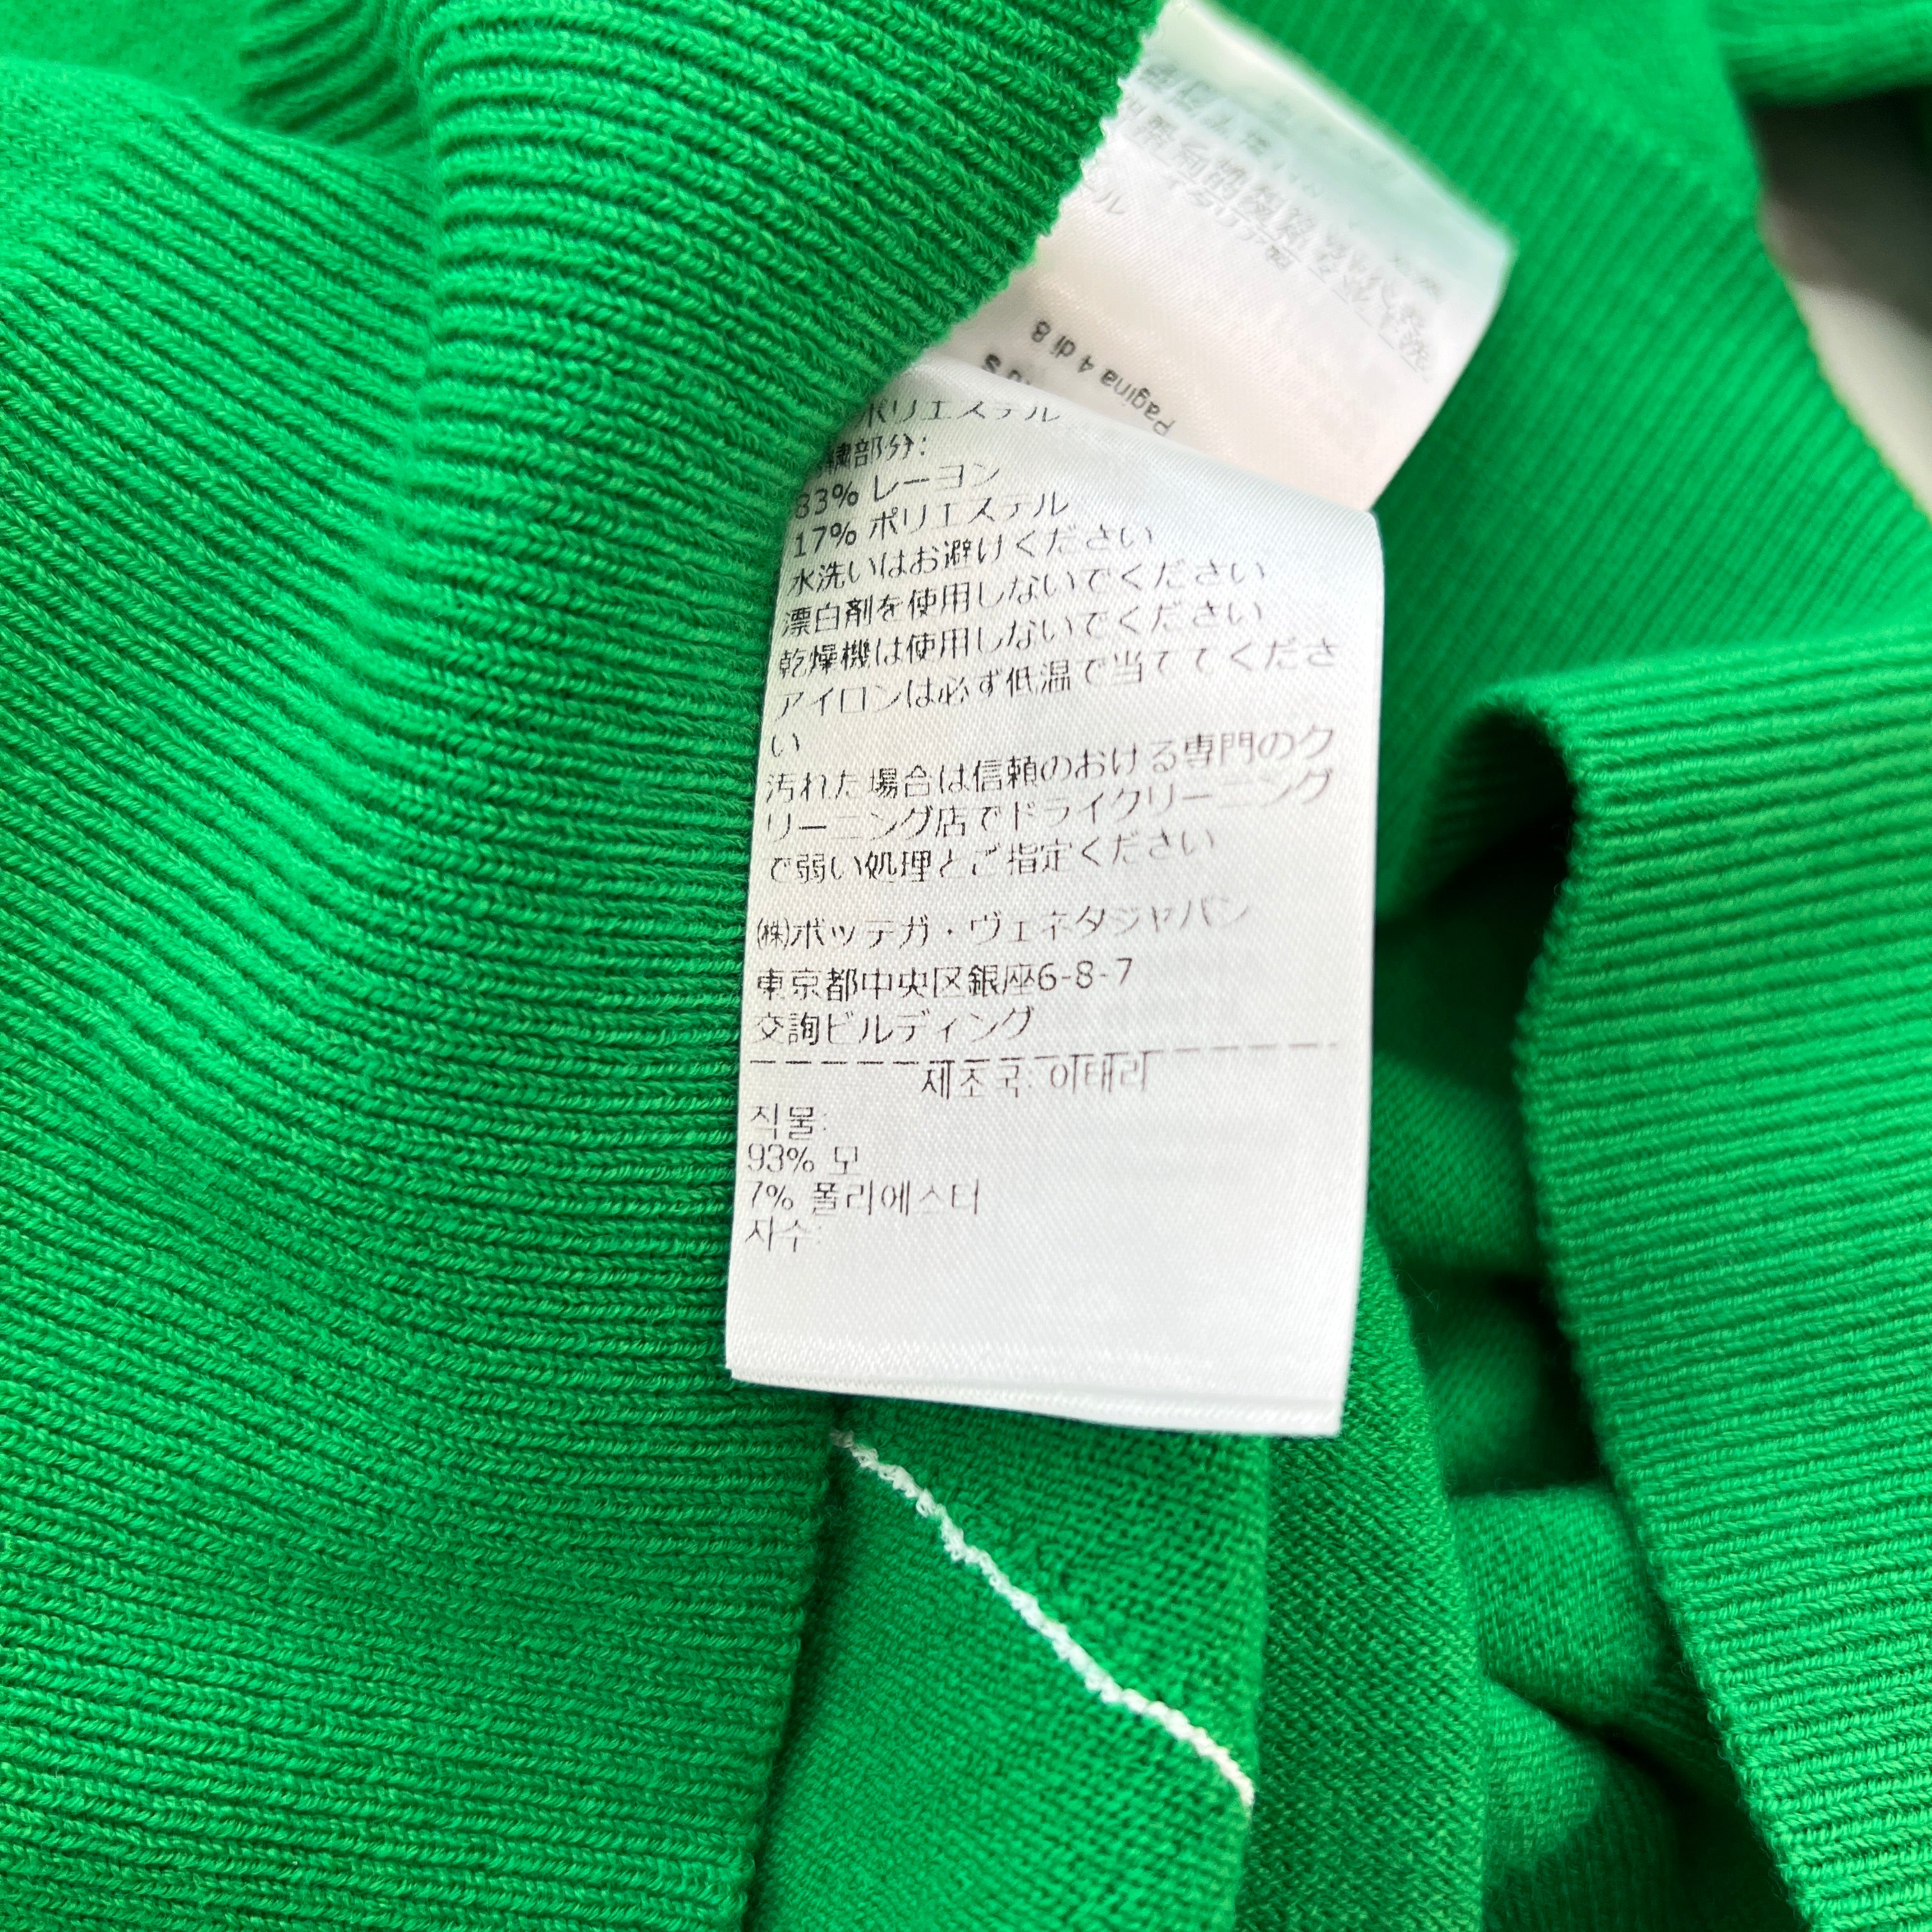 Pagina 4 di 8
ポリエステル
繍部分:
83% レーヨン
17% ポリエステル
水洗いはお避けください
漂白剤を使用しないでください
乾燥機は使用しないでください
アイロンは必ず低温で当ててくださ
い
汚れた場合は信頼のおける専門のク
リーニング店でドライクリーニング
で弱い処理とご指定ください
㈱ボッテガ・ヴェネタジャパン
東京都中央区銀座6-8-7
交詢ビルディング
제조국: 이태리
직물:
93% 모
7% 폴리에스터
자수: